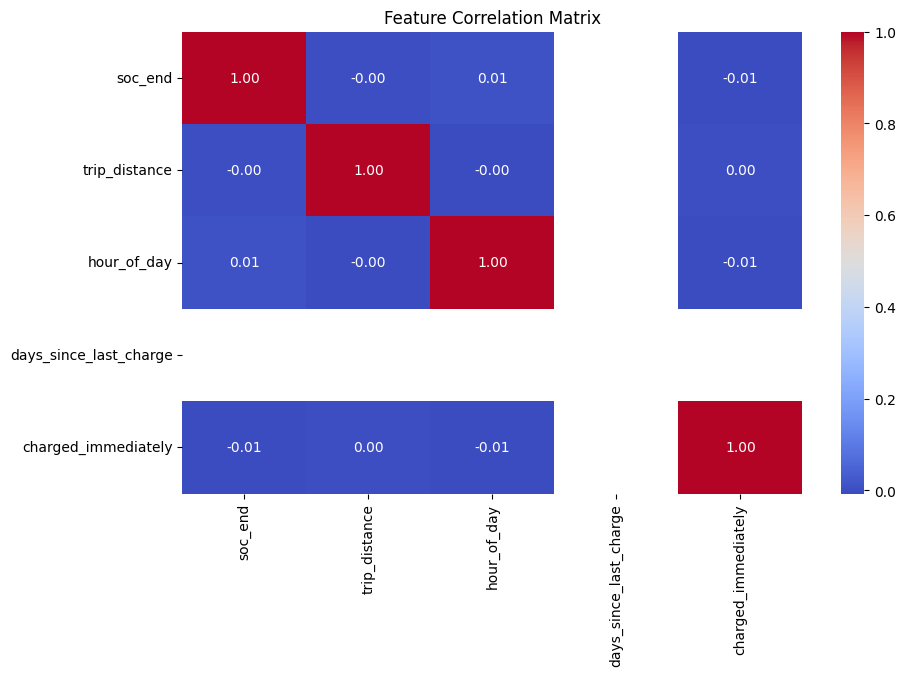 Feature Correlation Matrix
soc_end 1.00 -0.00 0.01 -0.01
trip_distance -0.00 1.00 -0.00 0.00
hour_of_day 0.01 -0.00 1.00 -0.01
days_since_last_charge
charged_immediately -0.01 0.00 -0.01 1.00
soc_end
trip_distance
hour_of_day
days_since_last_charge
charged_immediately
1.0
0.8
0.6
0.4
0.2
0.0